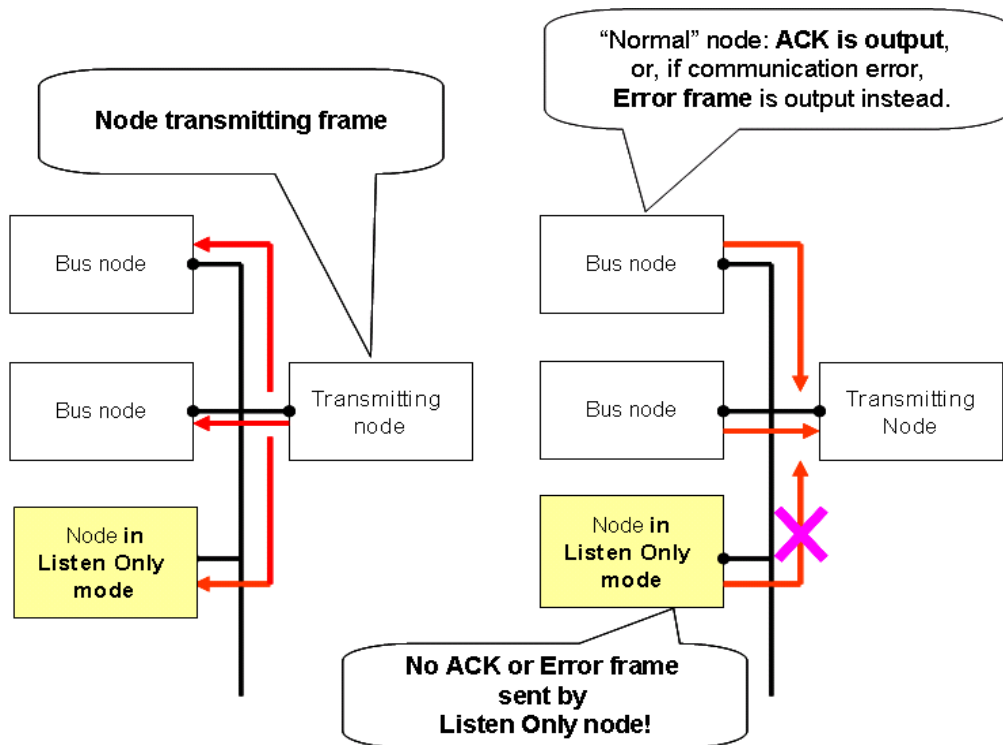 Node transmitting frame
Bus node
Bus node
Transmitting
node
Node in
Listen Only
mode
“Normal” node: ACK is output,
or, if communication error,
Error frame is output instead.
Bus node
Bus node
Transmitting
Node
Node in
Listen Only
mode
No ACK or Error frame
sent by
Listen Only node!